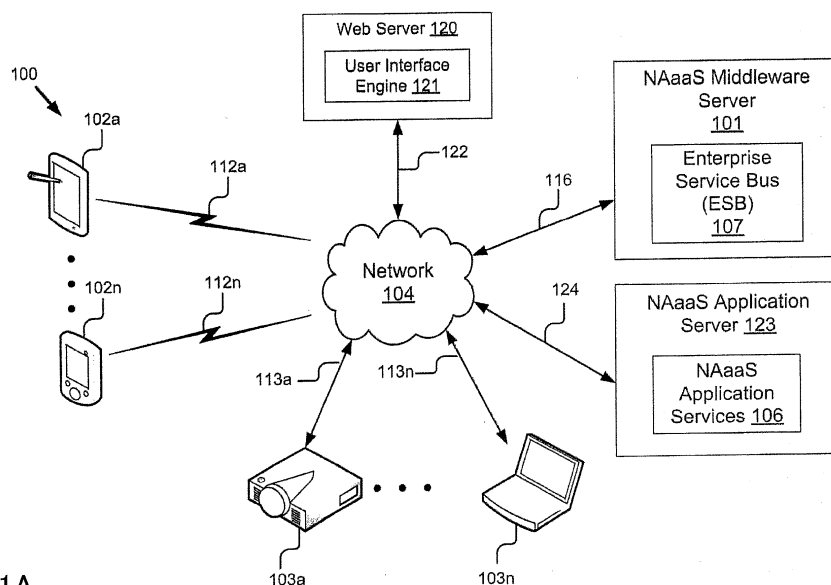 Web Server 120
User Interface
Engine 121
100
102a
112a
122
NAaaS Middleware
Server
101
Enterprise
Service Bus
(ESB)
107
116
Network
104
102n
112n
124
NAaaS Application
Server 123
NAaaS
Application
Services 106
113a
113n
103a
103n
1A